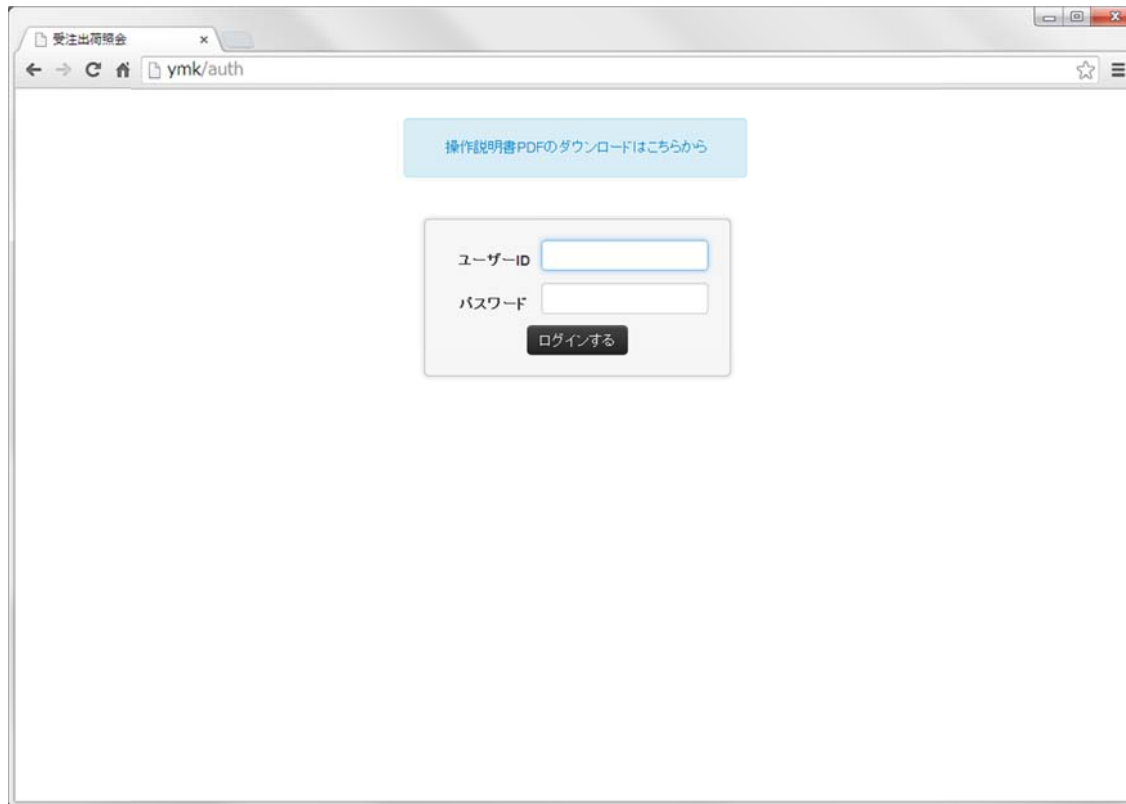 受注出荷照会
ymk/auth
操作説明書PDFのダウンロードはこちらから
ユーザーID
パスワード
ログインする